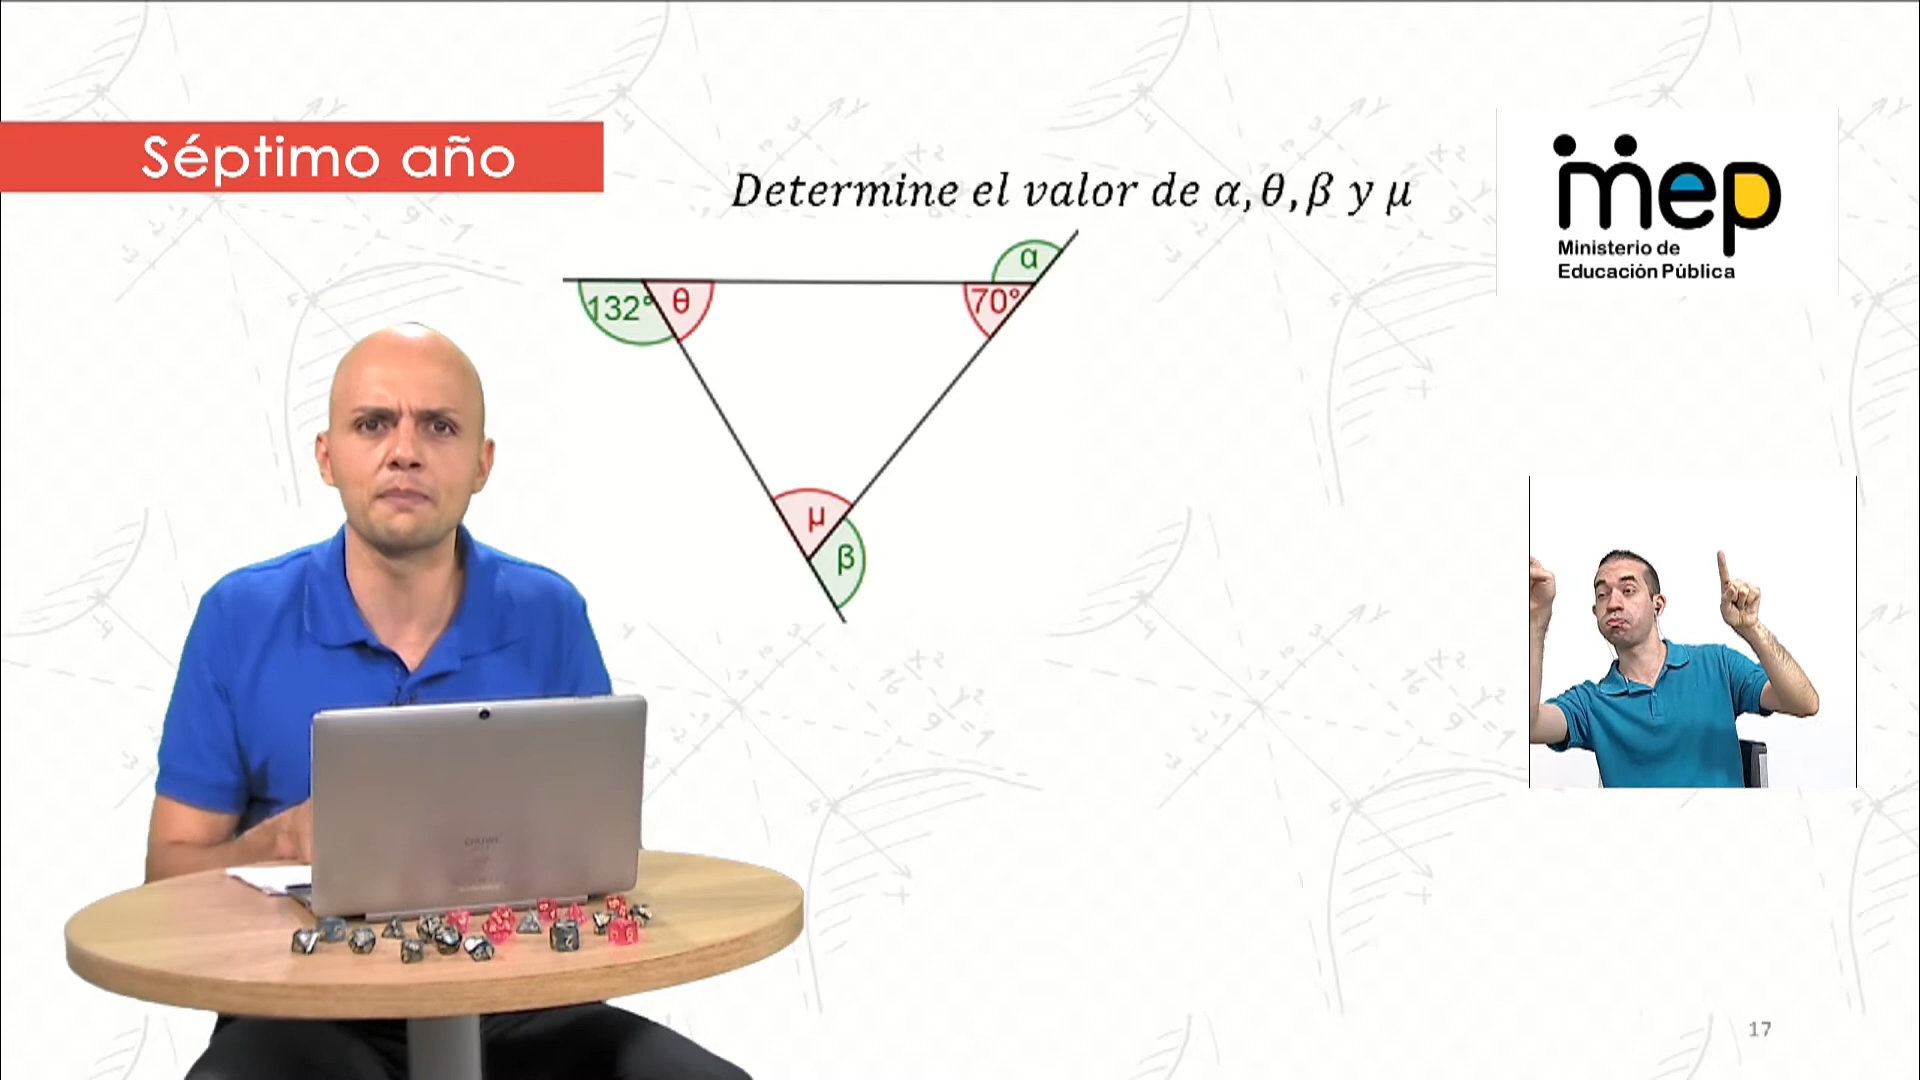 Séptimo año
Determine el valor de α, θ, β y μ
α
132°
θ
70°
μ
β
mep
Ministerio de
Educación Pública
17